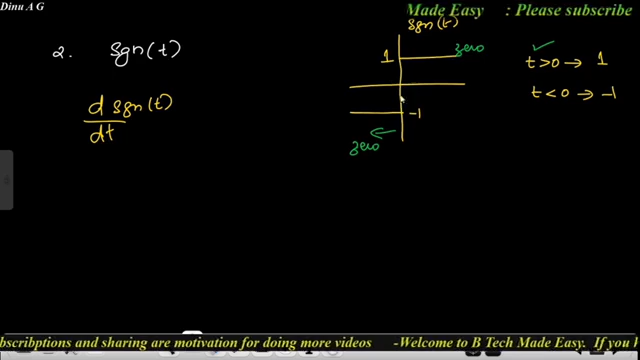 Dinu A G
Made Easy : Please subscribe
2. Sgn(t)
sgn(t)
1 zero
t>0 → 1
t<0 → -1
d sgn(t)
dt
-1
zero
ubscribptions and sharing are motivation for doing more videos -Welcome to B Tech Made Easy. If you h